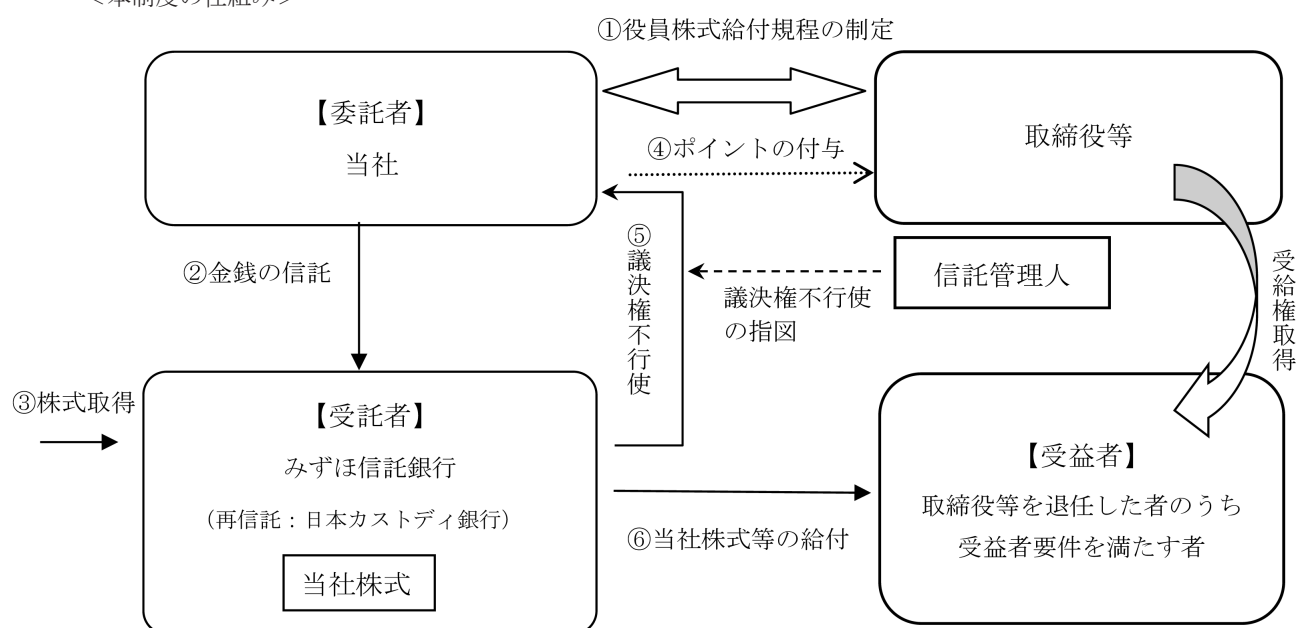 ＜本制度の仕組み＞
①役員株式給付規程の制定
【委託者】
当社
取締役等
④ポイントの付与
②金銭の信託
⑤議決権不行使
信託管理人
議決権不行使
の指図
受給権取得
③株式取得
【受託者】
みずほ信託銀行
（再信託：日本カストディ銀行）
当社株式
⑥当社株式等の給付
【受益者】
取締役等を退任した者のうち
受益者要件を満たす者